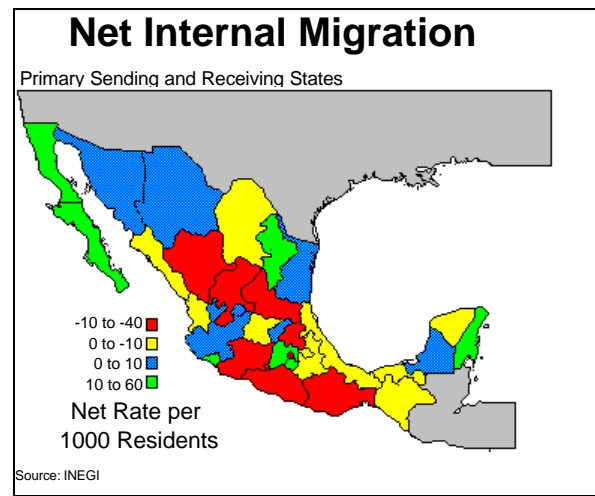 Net Internal Migration
Primary Sending and Receiving States
-10 to -40
0 to -10
0 to 10
10 to 60
Net Rate per
1000 Residents
Source: INEGI